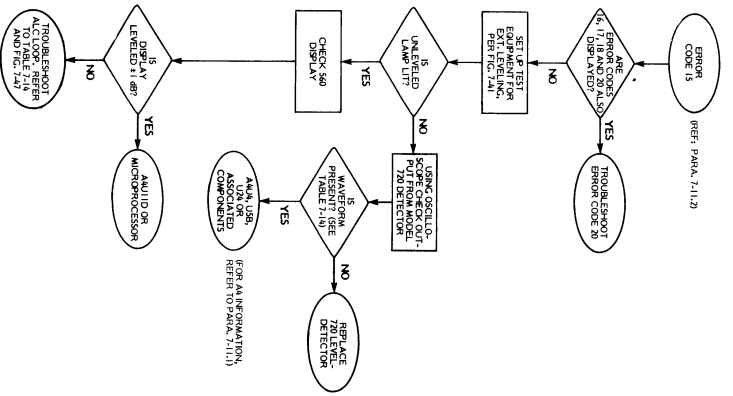 ERROR
CODE 15
(REF: PARA. 7-11.2)
ARE
ERROR CODES
16, 17, 18 AND 20 ALSO
DISPLAYED?
YES
TROUBLESHOOT
ERROR CODE 20
NO
SET UP TEST
EQUIPMENT FOR
EXT. LEVELING,
PER FIG. 7-41
IS
UNLEVELED
LAMP LIT?
NO
USING OSCILLO-
SCOPE CHECK OUT-
PUT FROM MODEL
720 DETECTOR
IS
WAVEFORM
PRESENT? (SEE
TABLE 7-14)
NO
REPLACE
720 LEVEL-
DETECTOR
YES
A4U4, U5B,
U24 OR
ASSOCIATED
COMPONENTS
(FOR A4 INFORMATION,
REFER TO PARA. 7-11.1)
YES
CHECK 560
DISPLAY
IS
DISPLAY
LEVELED ± 1 dB?
YES
A4U11D OR
MICROPROCESSOR
NO
TROUBLESHOOT
ALC LOOP. REFER
TO TABLE 7-14
AND FIG. 7-47